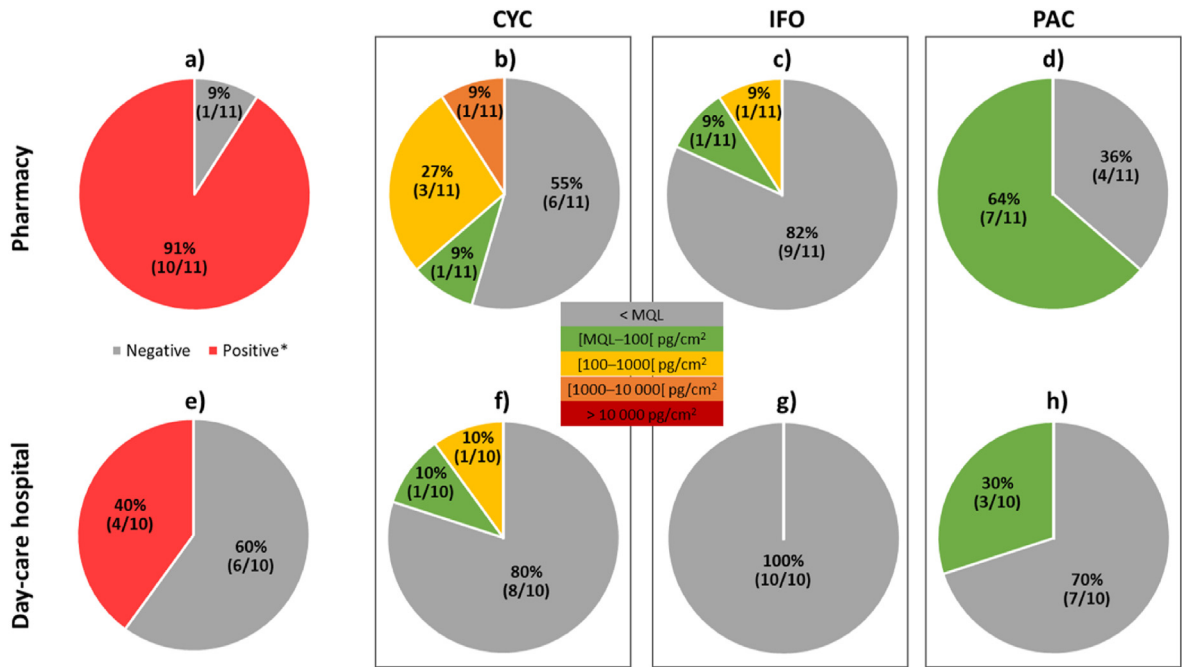 CYC
IFO
PAC
Pharmacy
a)
9%
(1/11)
91%
(10/11)
Negative
Positive*
b)
9%
(1/11)
27%
(3/11)
55%
(6/11)
9%
(1/11)
c)
9%
(1/11)
9%
(1/11)
82%
(9/11)
d)
36%
(4/11)
64%
(7/11)
< MQL
[MQL–100[ pg/cm²
[100–1000[ pg/cm²
[1000–10 000[ pg/cm²
> 10 000 pg/cm²
Day-care hospital
e)
40%
(4/10)
60%
(6/10)
f)
10%
(1/10)
10%
(1/10)
80%
(8/10)
g)
100%
(10/10)
h)
30%
(3/10)
70%
(7/10)